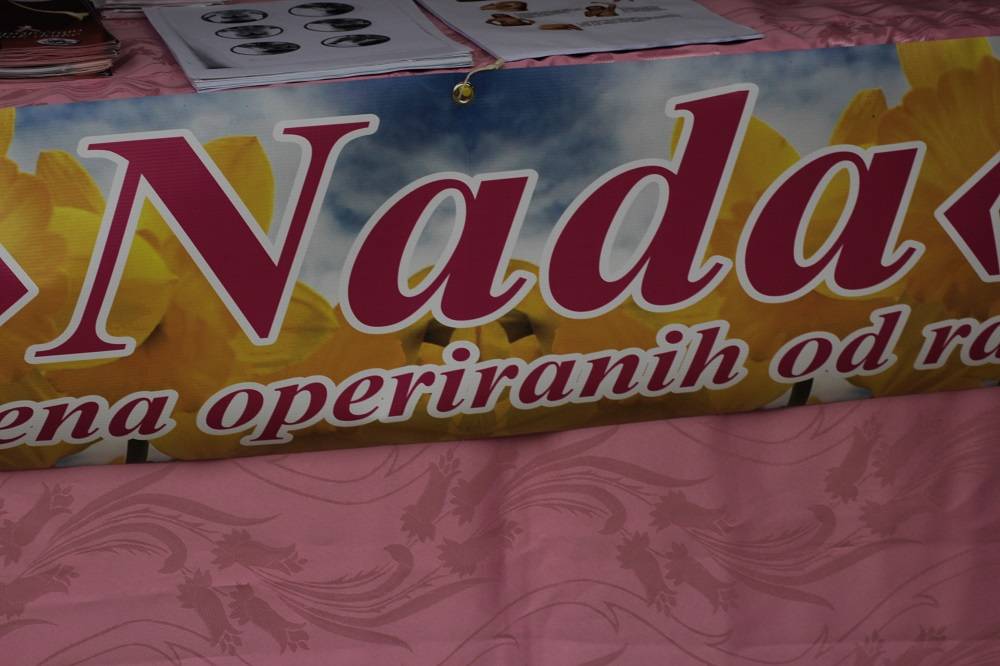 «Nada«
ena operiranih od ra